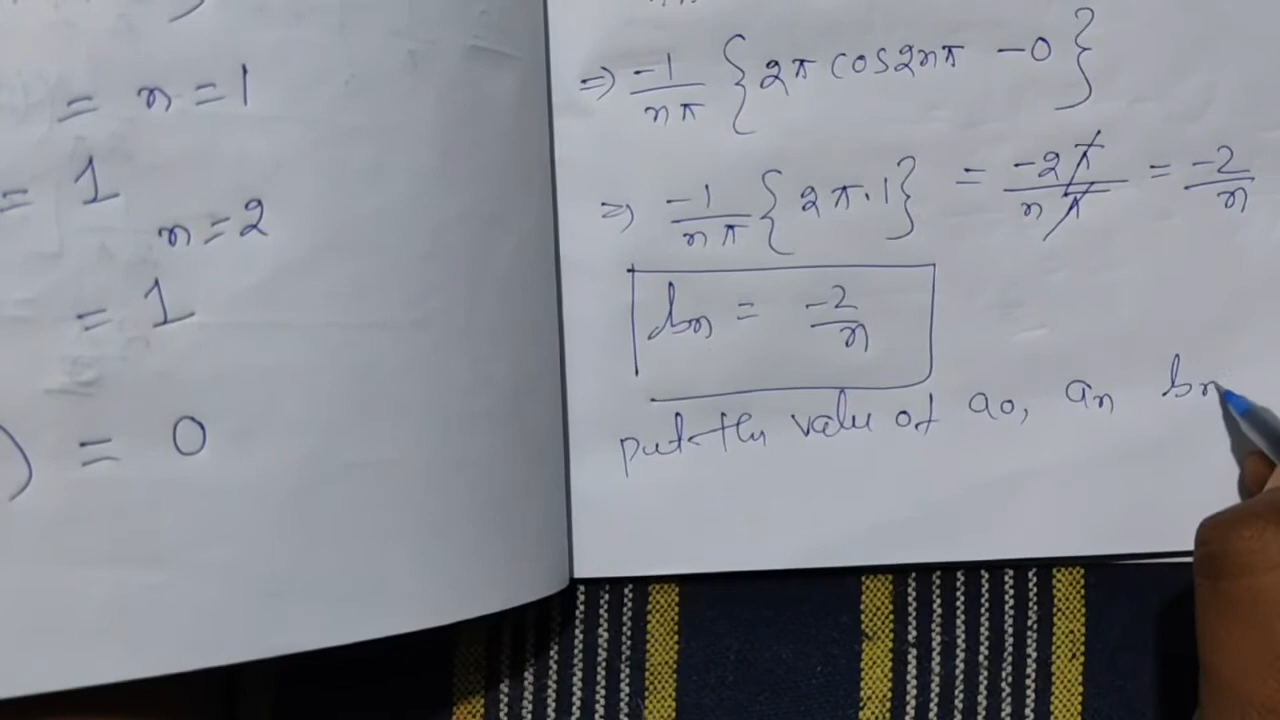 = n = 1
= 1
n = 2
= 1
) = 0
⇒ -1/nπ {2π cos2nπ - 0}
⇒ -1/nπ {2π.1} = -2π/nπ = -2/n
bn = -2/n
put the value of a0, an bn